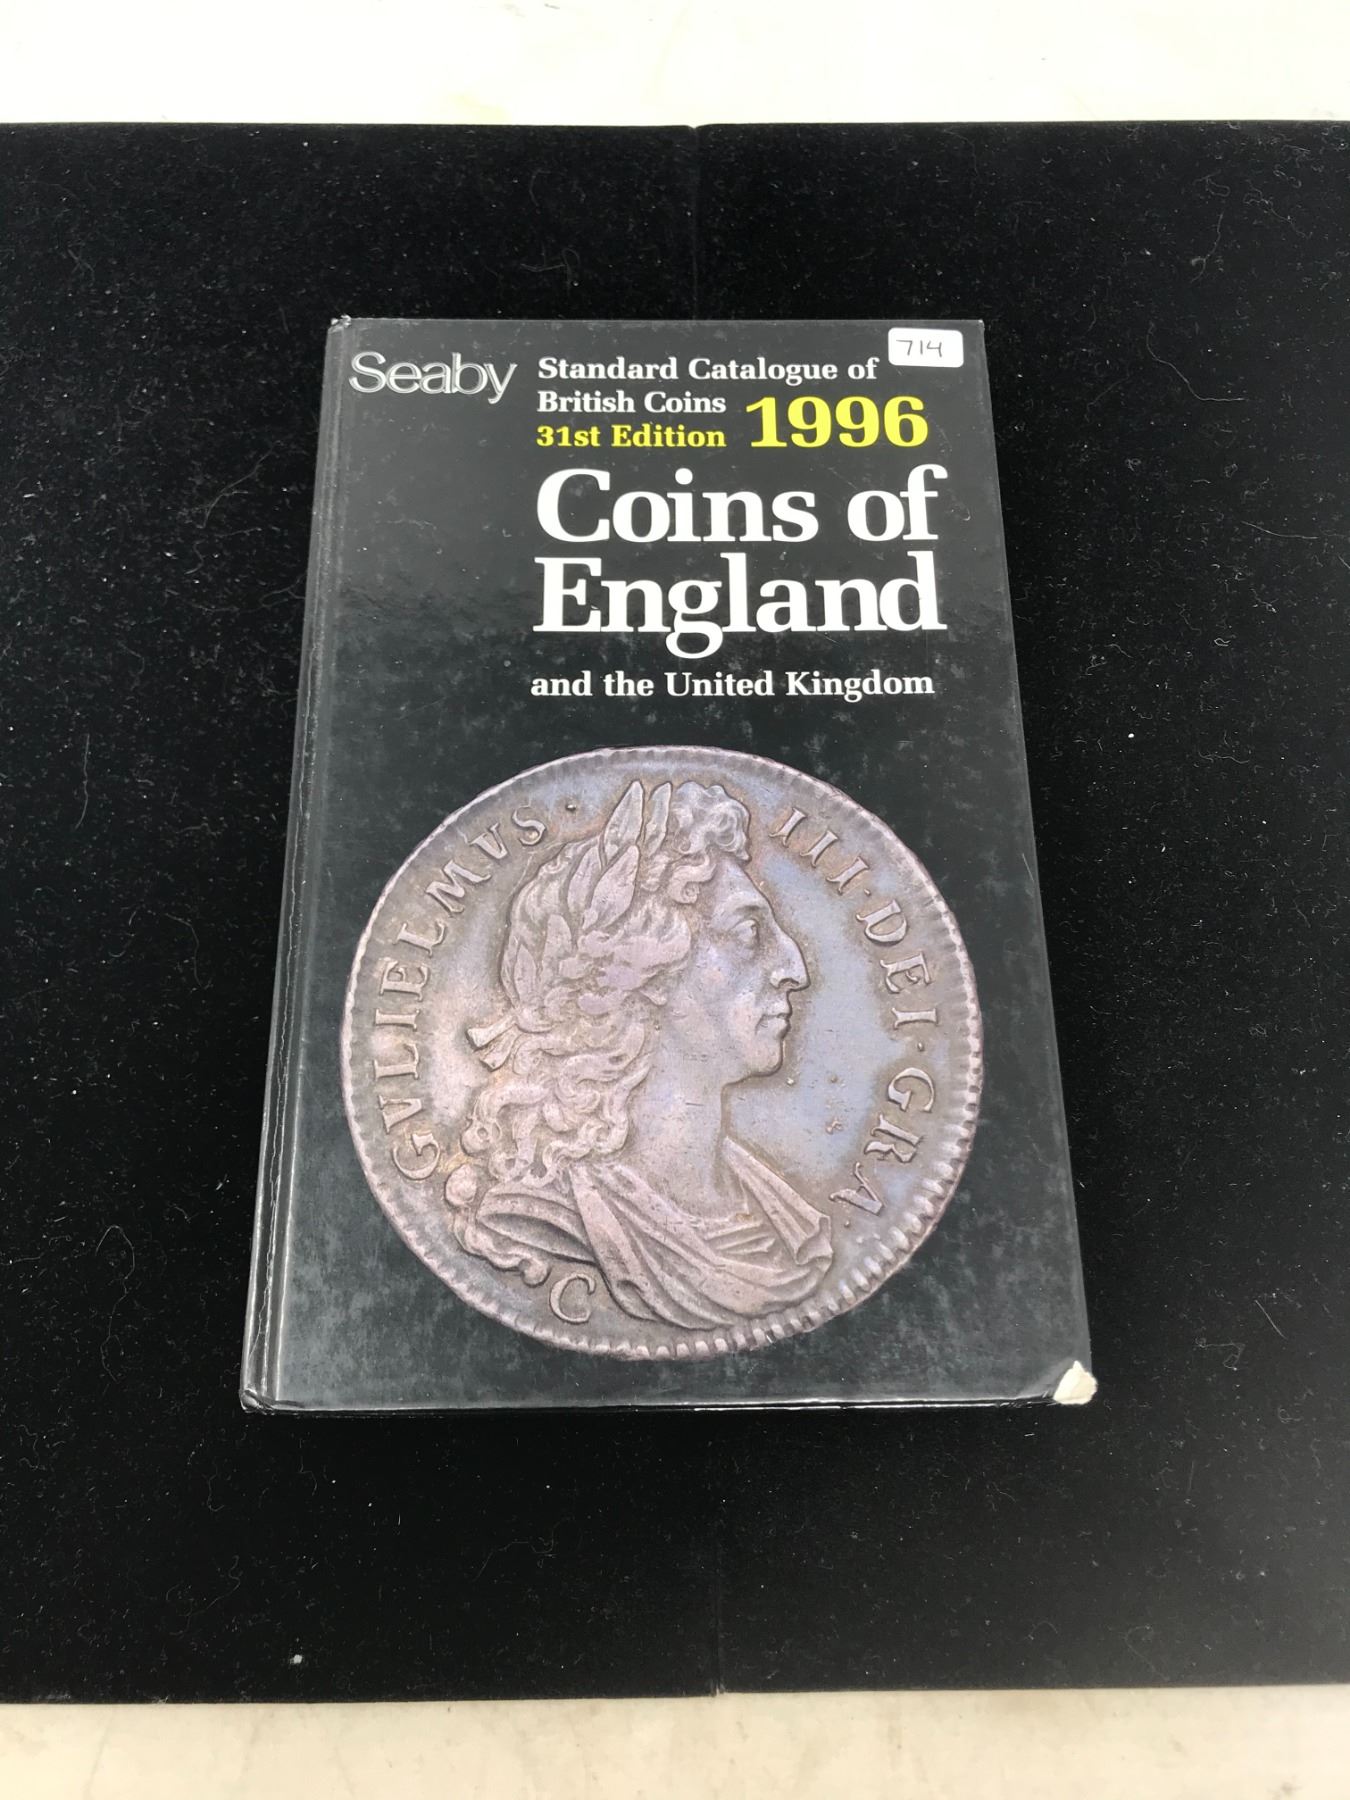 714
Seaby
Standard Catalogue of
British Coins
31st Edition 1996
Coins of
England
and the United Kingdom
GVLIELMVS · III · DEI · GRA
C